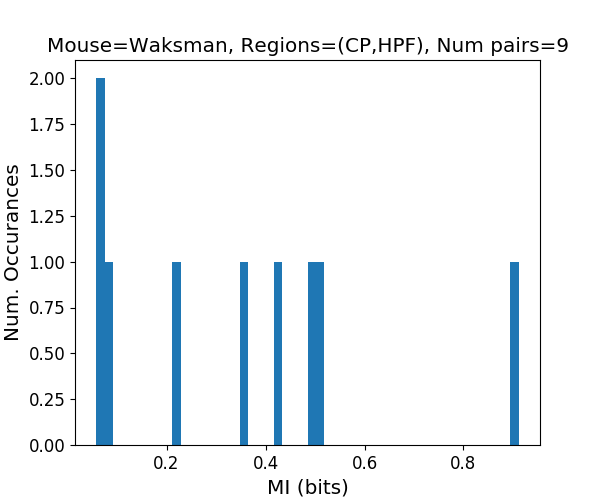 Mouse=Waksman, Regions=(CP,HPF), Num pairs=9
2.00
1.75
1.50
1.25
1.00
0.75
0.50
0.25
0.00
Num. Occurances
0.2 0.4 0.6 0.8
MI (bits)